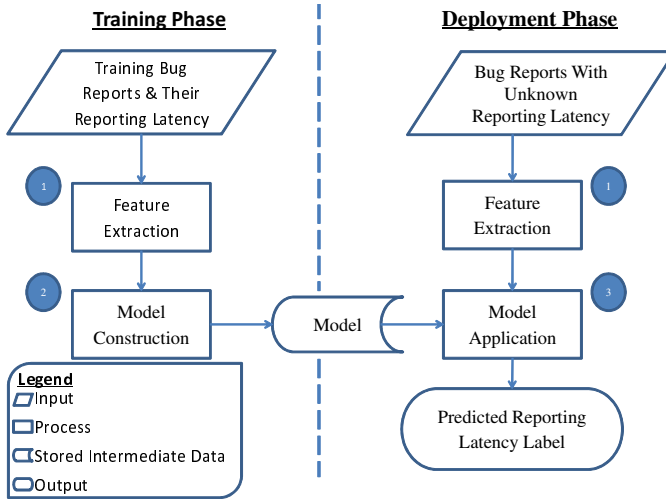 Training Phase
Training Bug
Reports & Their
Reporting Latency
1
Feature
Extraction
2
Model
Construction
Model
Legend
Input
Process
Stored Intermediate Data
Output
Deployment Phase
Bug Reports With
Unknown
Reporting Latency
1
Feature
Extraction
3
Model
Application
Predicted Reporting
Latency Label